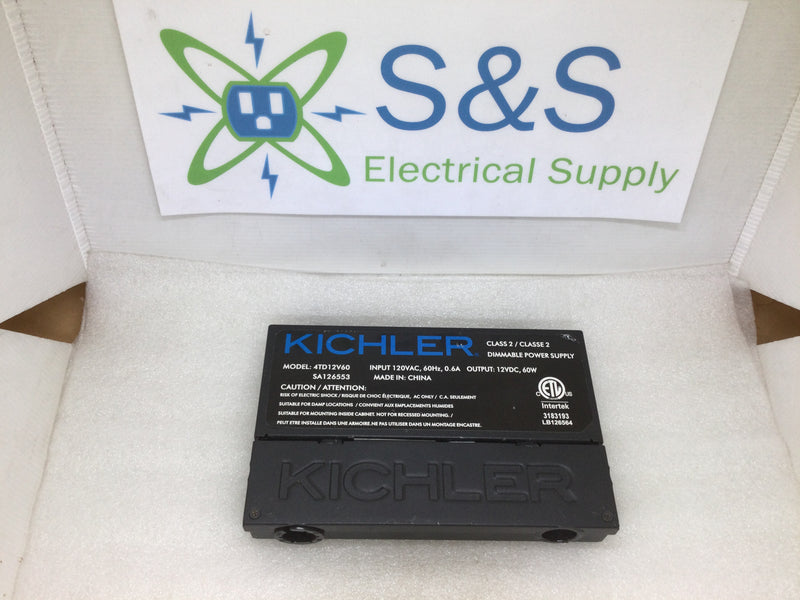 S&S
Electrical Supply
KICHLER®
CLASS 2 / CLASSE 2
DIMMABLE POWER SUPPLY
MODEL: 4TD12V60 INPUT 120VAC, 60Hz, 0.6A OUTPUT: 12VDC, 60W
SA126553 MADE IN: CHINA
CAUTION / ATTENTION:
RISK OF ELECTRIC SHOCK / RISQUE DE CHOC ÉLECTRIQUE, AC ONLY / C.A. SEULEMENT
SUITABLE FOR DAMP LOCATIONS / CONVIENT AUX EMPLACEMENTS HUMIDES
SUITABLE FOR MOUNTING INSIDE CABINET. NOT FOR RECESSED MOUNTING. /
PEUT ETRE INSTALLE DANS UNE ARMOIRE.NE PAS UTILISER DANS UN MONTAGE ENCASTRE.
C ETL US
Intertek
3183193
LB126564
KICHLER